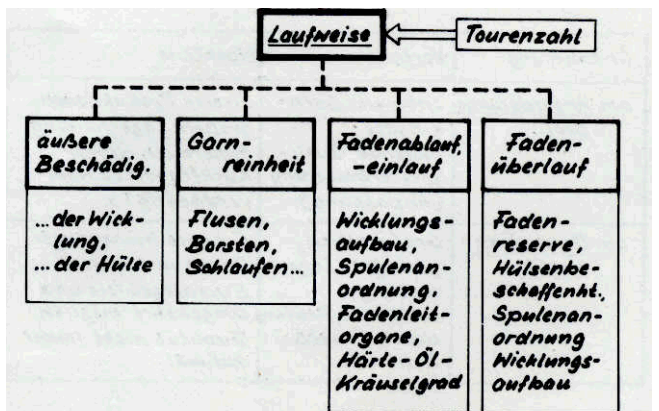 Laufweise
Tourenzahl
äußere
Beschädig.
...der Wick-
lung,
...der Hülse
Garn-
reinheit
Flusen,
Borsten,
Schlaufen...
Fadenablauf,
-einlauf
Wicklungs-
aufbau,
Spulenan-
ordnung,
Fadenleit-
organe,
Härte-Öl-
Kräuselgrad
Faden-
überlauf
Faden-
reserve,
Hülsenbe-
schaffenht.,
Spulenan-
ordnung
Wicklungs-
aufbau